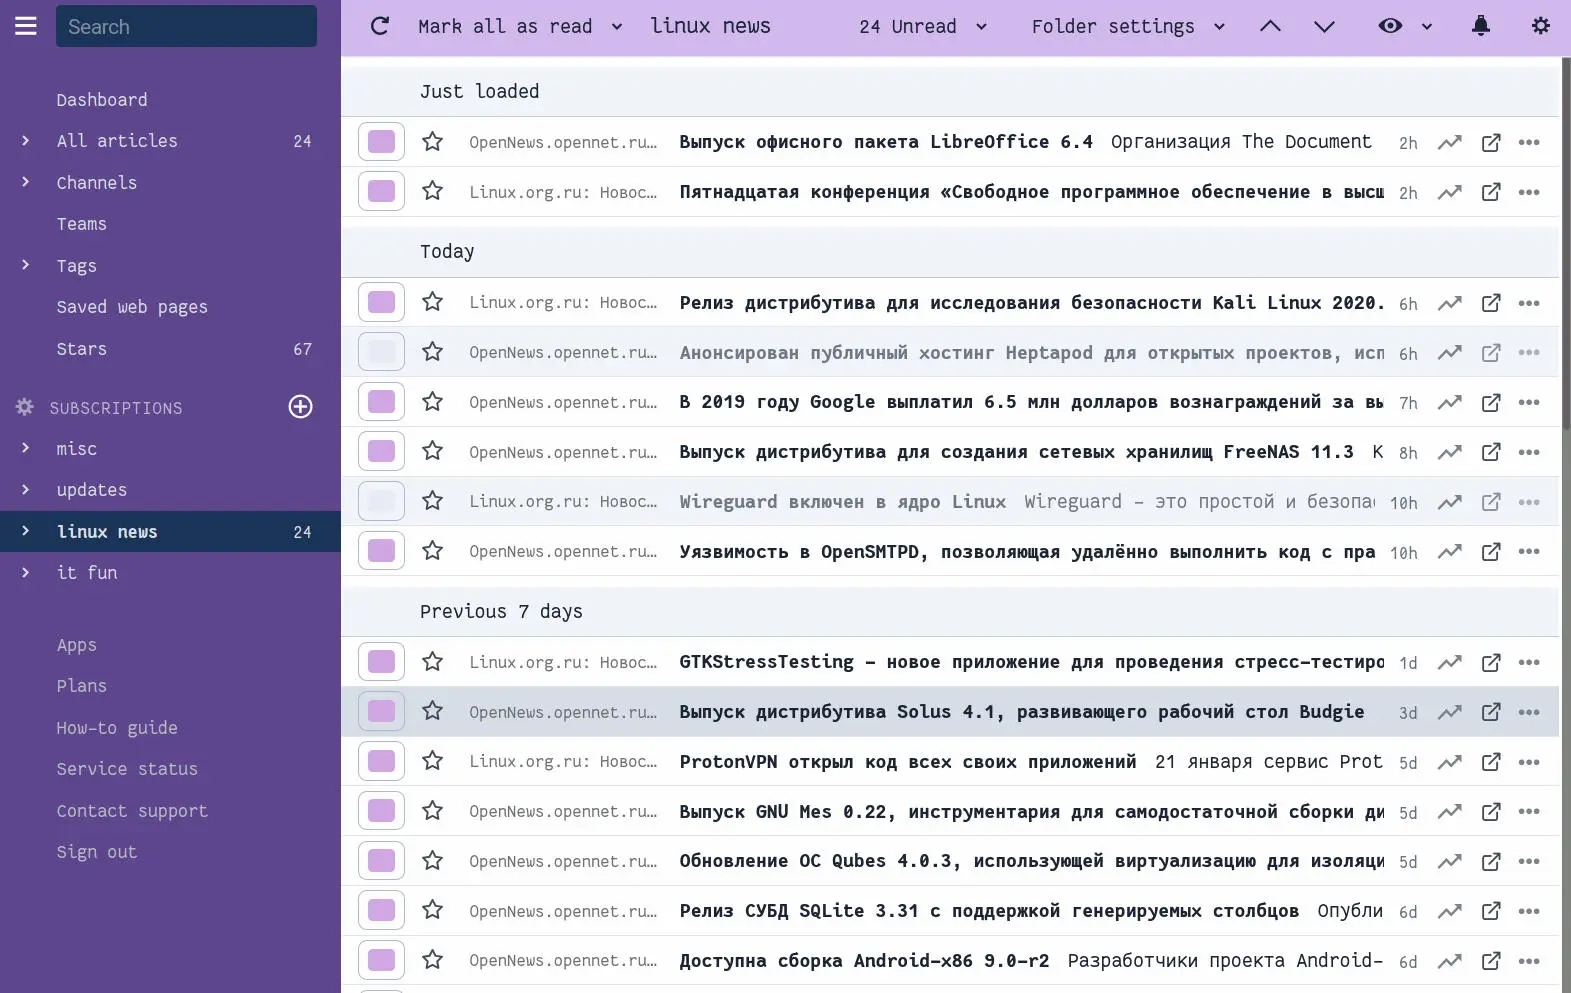 Search
Mark all as read
linux news
24 Unread
Folder settings
Dashboard
All articles 24
Channels
Teams
Tags
Saved web pages
Stars 67
SUBSCRIPTIONS
misc
updates
linux news 24
it fun
Apps
Plans
How-to guide
Service status
Contact support
Sign out
Just loaded
OpenNews.opennet.ru… Выпуск офисного пакета LibreOffice 6.4 Организация The Document 2h
Linux.org.ru: Новос… Пятнадцатая конференция «Свободное программное обеспечение в высш 2h
Today
Linux.org.ru: Новос… Релиз дистрибутива для исследования безопасности Kali Linux 2020. 6h
OpenNews.opennet.ru… Анонсирован публичный хостинг Heptapod для открытых проектов, исп 6h
OpenNews.opennet.ru… В 2019 году Google выплатил 6.5 млн долларов вознаграждений за вы 7h
OpenNews.opennet.ru… Выпуск дистрибутива для создания сетевых хранилищ FreeNAS 11.3 К 8h
Linux.org.ru: Новос… Wireguard включен в ядро Linux Wireguard – это простой и безопа 10h
OpenNews.opennet.ru… Уязвимость в OpenSMTPD, позволяющая удалённо выполнить код с пра 10h
Previous 7 days
Linux.org.ru: Новос… GTKStressTesting – новое приложение для проведения стресс-тестиро 1d
OpenNews.opennet.ru… Выпуск дистрибутива Solus 4.1, развивающего рабочий стол Budgie 3d
Linux.org.ru: Новос… ProtonVPN открыл код всех своих приложений 21 января сервис Prot 5d
OpenNews.opennet.ru… Выпуск GNU Mes 0.22, инструментария для самодостаточной сборки ди 5d
OpenNews.opennet.ru… Обновление ОС Qubes 4.0.3, использующей виртуализацию для изоляци 5d
OpenNews.opennet.ru… Релиз СУБД SQLite 3.31 с поддержкой генерируемых столбцов Опубли 6d
OpenNews.opennet.ru… Доступна сборка Android-x86 9.0-r2 Разработчики проекта Android- 6d